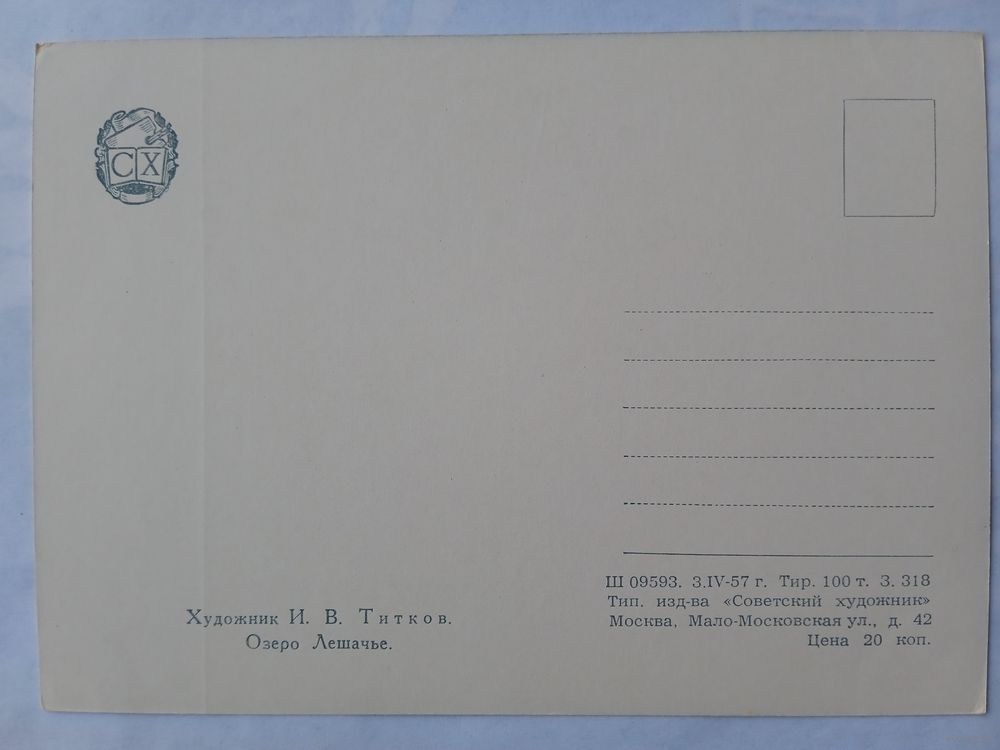 СХ
Художник И. В. Титков.
Озеро Лешачье.
Ш 09593. 3.IV-57 г. Тир. 100 т. З. 318
Тип. изд-ва «Советский художник»
Москва, Мало-Московская ул., д. 42
Цена 20 коп.